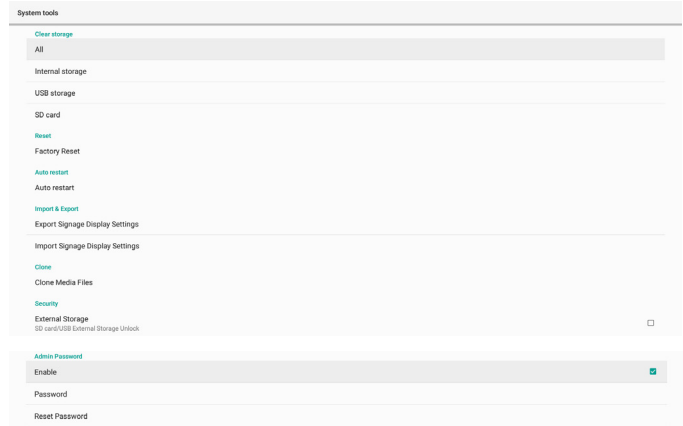 System tools
Clear storage
All
Internal storage
USB storage
SD card
Reset
Factory Reset
Auto restart
Auto restart
Import & Export
Export Signage Display Settings
Import Signage Display Settings
Clone
Clone Media Files
Security
External Storage
SD card/USB External Storage Unlock
Admin Password
Enable
Password
Reset Password